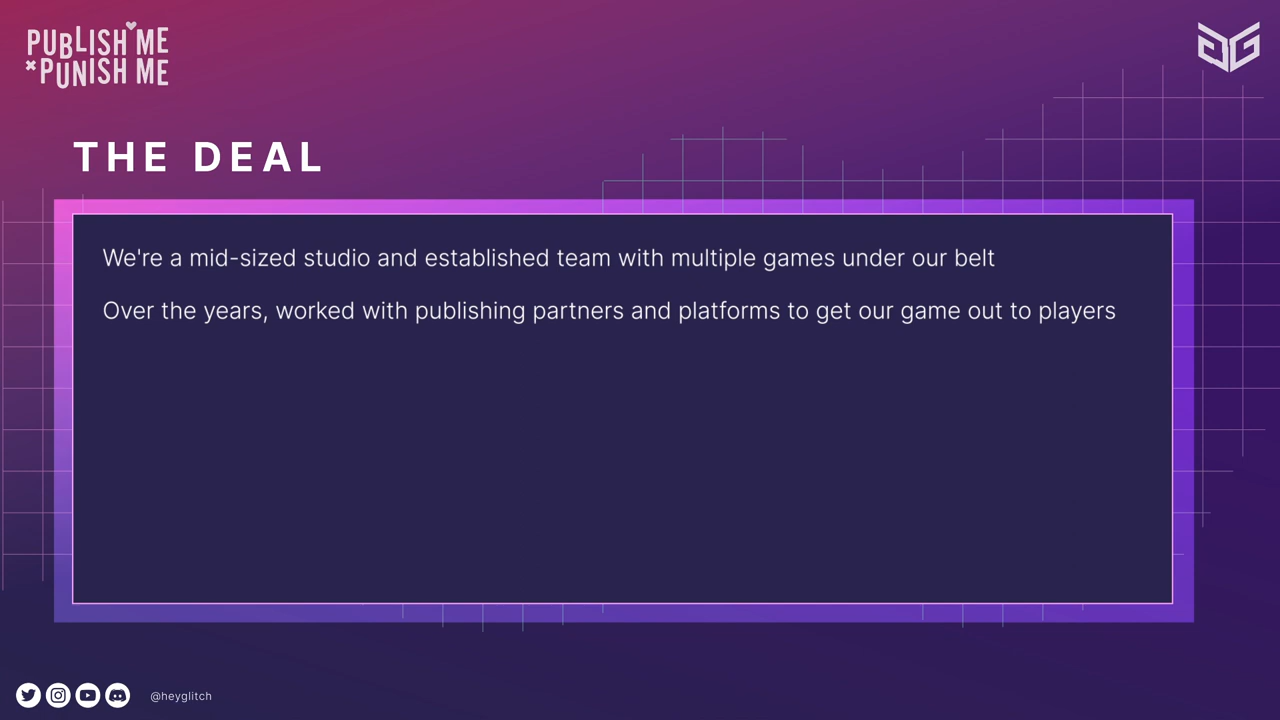 PUBLISH ME
PUNISH ME
THE DEAL
We're a mid-sized studio and established team with multiple games under our belt
Over the years, worked with publishing partners and platforms to get our game out to players
@heyglitch